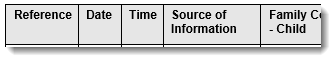 Reference Date Time Source of Family
Information - Child